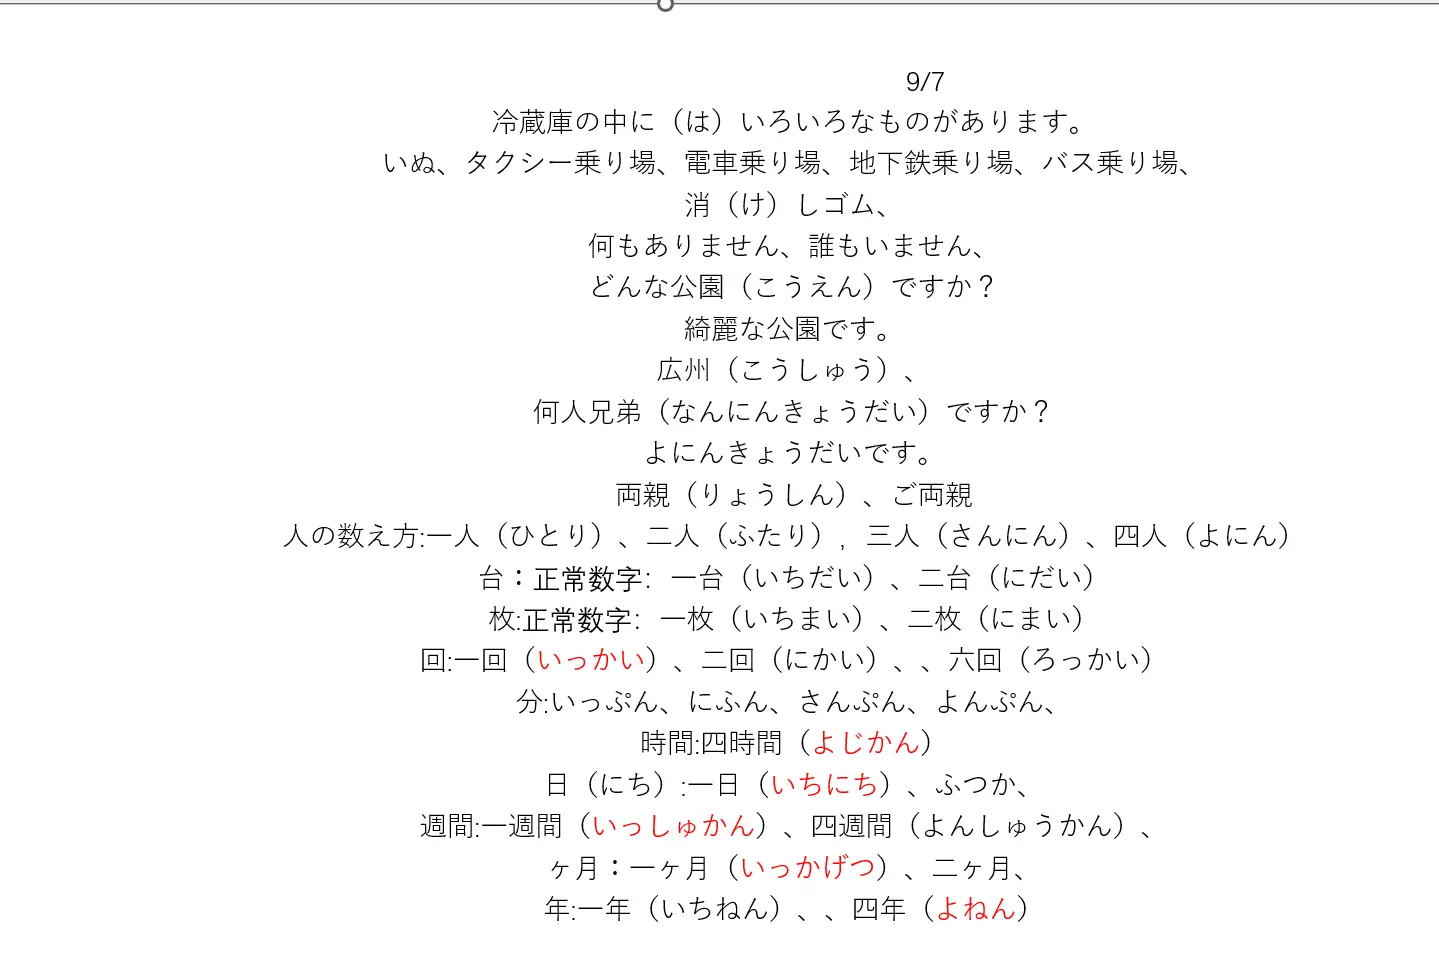 9/7
冷蔵庫の中に（は）いろいろなものがあります。
いぬ、タクシー乗り場、電車乗り場、地下鉄乗り場、バス乗り場、
消（け）しゴム、
何もありません、誰もいません、
どんな公園（こうえん）ですか？
綺麗な公園です。
広州（こうしゅう）、
何人兄弟（なんにんきょうだい）ですか？
よにんきょうだいです。
両親（りょうしん）、ご両親
人の数え方:一人（ひとり）、二人（ふたり）, 三人（さんにん）、四人（よにん）
台：正常数字：一台（いちだい）、二台（にだい）
枚:正常数字：一枚（いちまい）、二枚（にまい）
回:一回（いっかい）、二回（にかい）、、六回（ろっかい）
分:いっぷん、にふん、さんぷん、よんぷん、
時間:四時間（よじかん）
日（にち）:一日（いちにち）、ふつか、
週間:一週間（いっしゅかん）、四週間（よんしゅうかん）、
ヶ月：一ヶ月（いっかげつ）、二ヶ月、
年:一年（いちねん）、、四年（よねん）